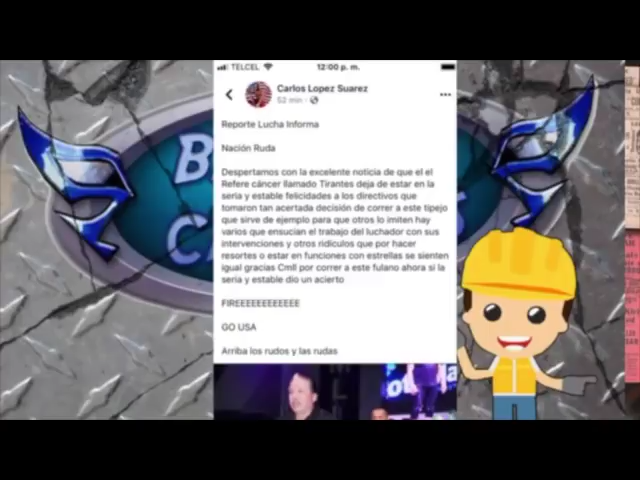 TELCEL
12:00 p. m.
Carlos Lopez Suarez
52 min
Reporte Lucha Informa
Nación Ruda
Despertamos con la excelente noticia de que el el
Refere cáncer llamado Tirantes deja de estar en la
seria y estable felicidades a los directivos que
tomaron tan acertada decisión de correr a este tipejo
que sirve de ejemplo para que otros lo imiten hay
varios que ensucian el trabajo del luchador con sus
intervenciones y otros ridículos que por hacer
resortes o estar en funciones con estrellas se sienten
igual gracias Cmll por correr a este fulano ahora si la
seria y estable dio un acierto
FIREEEEEEEEEEEE
GO USA
Arriba los rudos y las rudas